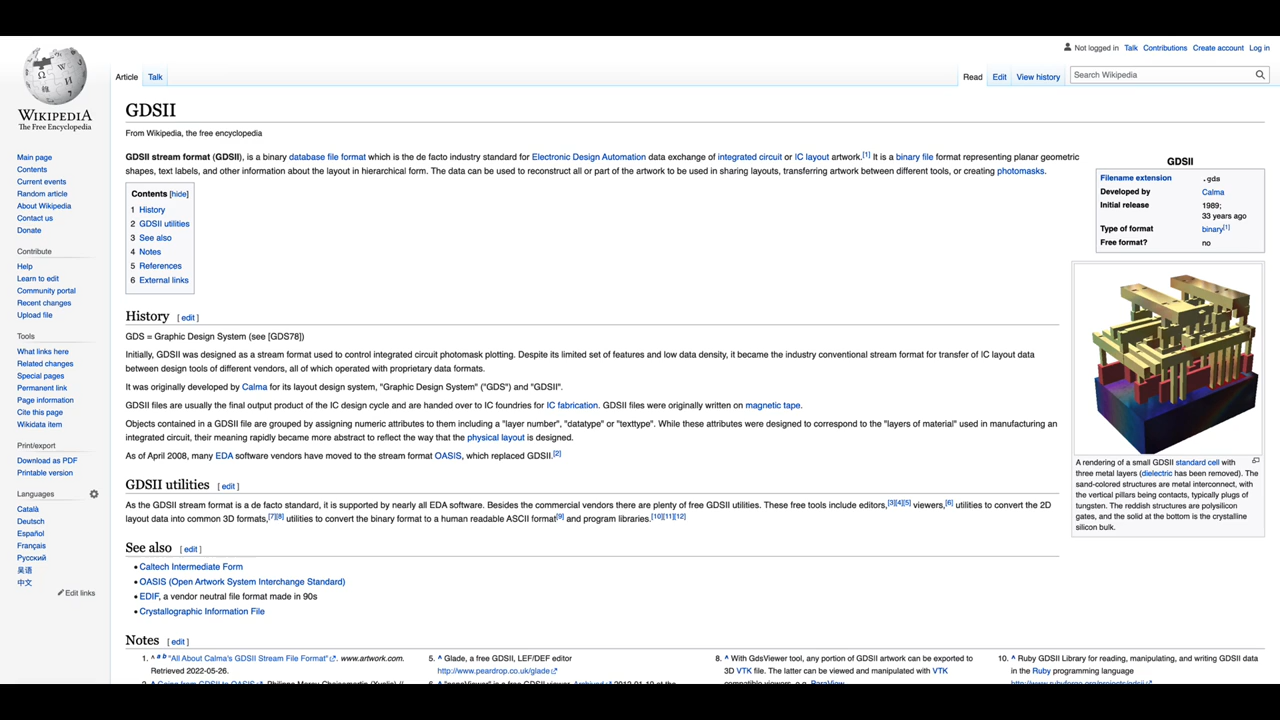 Not logged in Talk Contributions Create account Log in
Article Talk
Read Edit View history Search Wikipedia
WIKIPEDIA
The Free Encyclopedia
Main page
Contents
Current events
Random article
About Wikipedia
Contact us
Donate
Contribute
Help
Learn to edit
Community portal
Recent changes
Upload file
Tools
What links here
Related changes
Special pages
Permanent link
Page information
Cite this page
Wikidata item
Print/export
Download as PDF
Printable version
Languages
Català
Deutsch
Español
Français
Русский
吴语
中文
Edit links
GDSII
From Wikipedia, the free encyclopedia
GDSII stream format (GDSII), is a binary database file format which is the de facto industry standard for Electronic Design Automation data exchange of integrated circuit or IC layout artwork.[1] It is a binary file format representing planar geometric
shapes, text labels, and other information about the layout in hierarchical form. The data can be used to reconstruct all or part of the artwork to be used in sharing layouts, transferring artwork between different tools, or creating photomasks.
Contents [hide]
1 History
2 GDSII utilities
3 See also
4 Notes
5 References
6 External links
GDSII
Filename extension .gds
Developed by Calma
Initial release 1989;
33 years ago
Type of format binary[1]
Free format? no
A rendering of a small GDSII standard cell with
three metal layers (dielectric has been removed). The
sand-colored structures are metal interconnect, with
the vertical pillars being contacts, typically plugs of
tungsten. The reddish structures are polysilicon
gates, and the solid at the bottom is the crystalline
silicon bulk.
History [ edit ]
GDS = Graphic Design System (see [GDS78])
Initially, GDSII was designed as a stream format used to control integrated circuit photomask plotting. Despite its limited set of features and low data density, it became the industry conventional stream format for transfer of IC layout data
between design tools of different vendors, all of which operated with proprietary data formats.
It was originally developed by Calma for its layout design system, "Graphic Design System" ("GDS") and "GDSII".
GDSII files are usually the final output product of the IC design cycle and are handed over to IC foundries for IC fabrication. GDSII files were originally written on magnetic tape.
Objects contained in a GDSII file are grouped by assigning numeric attributes to them including a "layer number", "datatype" or "texttype". While these attributes were designed to correspond to the "layers of material" used in manufacturing an
integrated circuit, their meaning rapidly became more abstract to reflect the way that the physical layout is designed.
As of April 2008, many EDA software vendors have moved to the stream format OASIS, which replaced GDSII.[2]
GDSII utilities [ edit ]
As the GDSII stream format is a de facto standard, it is supported by nearly all EDA software. Besides the commercial vendors there are plenty of free GDSII utilities. These free tools include editors,[3][4][5] viewers,[6] utilities to convert the 2D
layout data into common 3D formats,[7][8] utilities to convert the binary format to a human readable ASCII format[9] and program libraries.[10][11][12]
See also [ edit ]
• Caltech Intermediate Form
• OASIS (Open Artwork System Interchange Standard)
• EDIF, a vendor neutral file format made in 90s
• Crystallographic Information File
Notes [ edit ]
1. ^ a b "All About Calma's GDSII Stream File Format". www.artwork.com.
Retrieved 2022-05-26.
5. ^ Glade, a free GDSII, LEF/DEF editor
http://www.peardrop.co.uk/glade
8. ^ With GdsViewer tool, any portion of GDSII artwork can be exported to
3D VTK file. The latter can be viewed and manipulated with VTK
10. ^ Ruby GDSII Library for reading, manipulating, and writing GDSII data
in the Ruby programming language